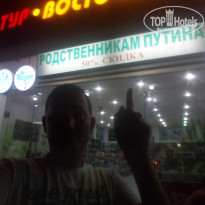 ТУР • ВОСТО
TOP HOTELS
РОДСТВЕННИКАМ ПУТИНА
50% СКИДКА